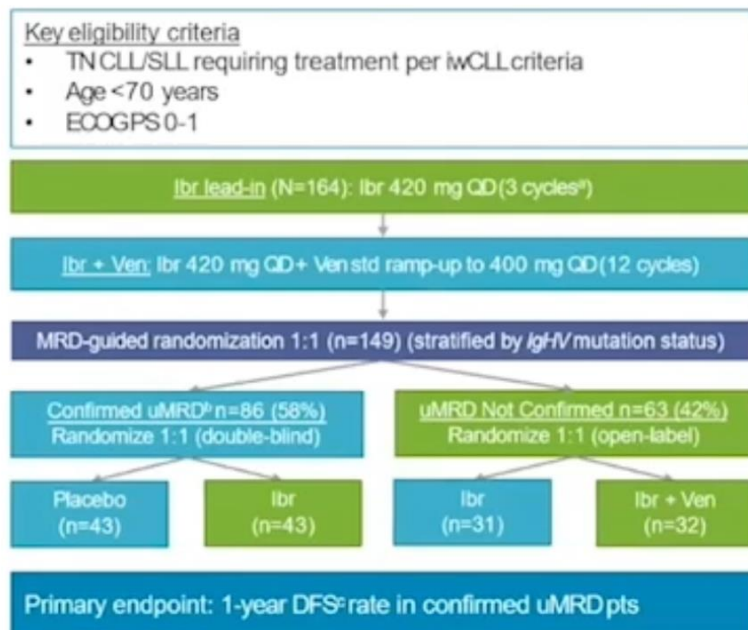 Key eligibility criteria
• TN CLL/SLL requiring treatment per iwCLL criteria
• Age <70 years
• ECOG PS 0-1
Ibr lead-in (N=164): Ibr 420 mg QD (3 cyclesᵃ)
Ibr + Ven: Ibr 420 mg QD + Ven std ramp-up to 400 mg QD (12 cycles)
MRD-guided randomization 1:1 (n=149) (stratified by IgHV mutation status)
Confirmed uMRDᵇ n=86 (58%)
Randomize 1:1 (double-blind)
uMRD Not Confirmed n=63 (42%)
Randomize 1:1 (open-label)
Placebo
(n=43)
Ibr
(n=43)
Ibr
(n=31)
Ibr + Ven
(n=32)
Primary endpoint: 1-year DFSᶜ rate in confirmed uMRD pts